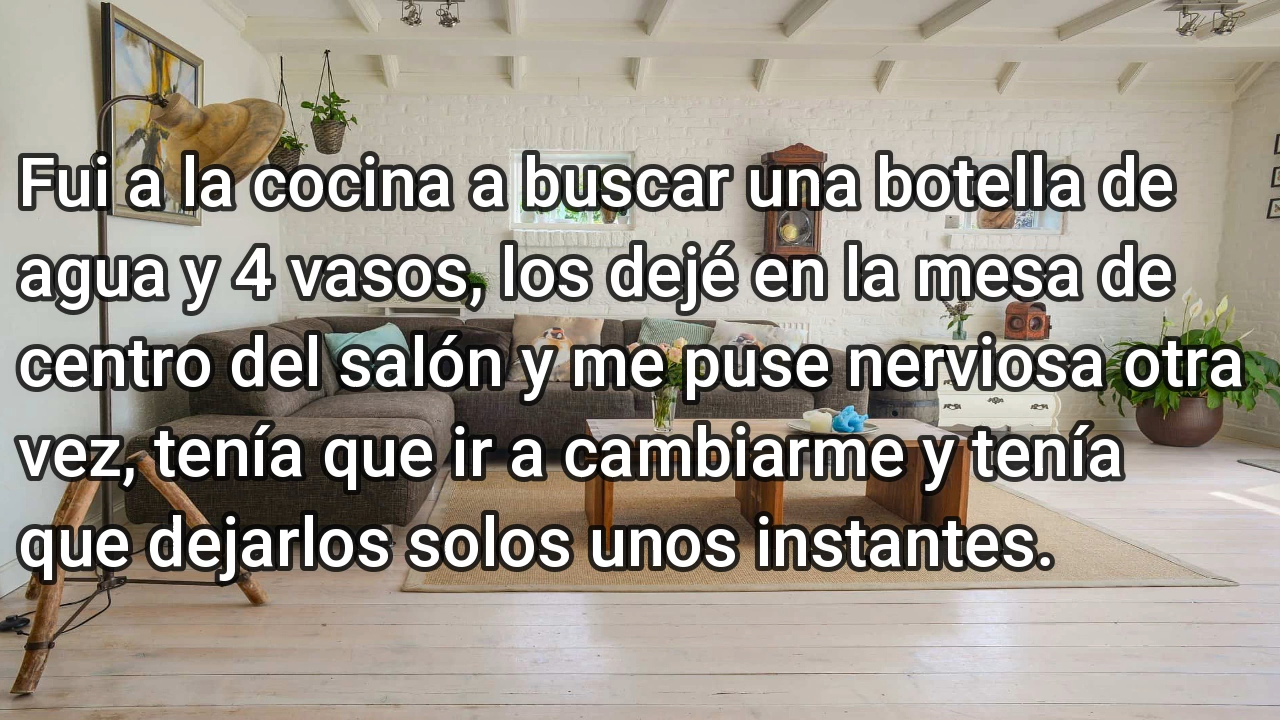 Fui a la cocina a buscar una botella de
agua y 4 vasos, los dejé en la mesa de
centro del salón y me puse nerviosa otra
vez, tenía que ir a cambiarme y tenía
que dejarlos solos unos instantes.